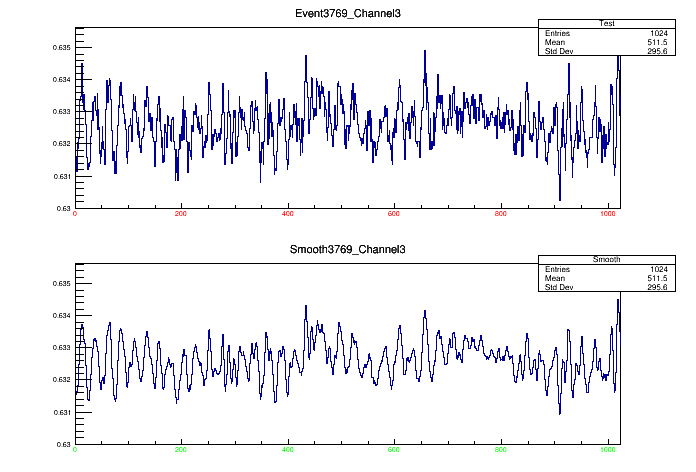 Event3769_Channel3
Test
Entries 1024
Mean 511.5
Std Dev 295.6
0.635
0.634
0.633
0.632
0.631
0.63
0 200 400 600 800 1000
Smooth3769_Channel3
Smooth
Entries 1024
Mean 511.5
Std Dev 295.6
0.635
0.634
0.633
0.632
0.631
0.63
0 200 400 600 800 1000